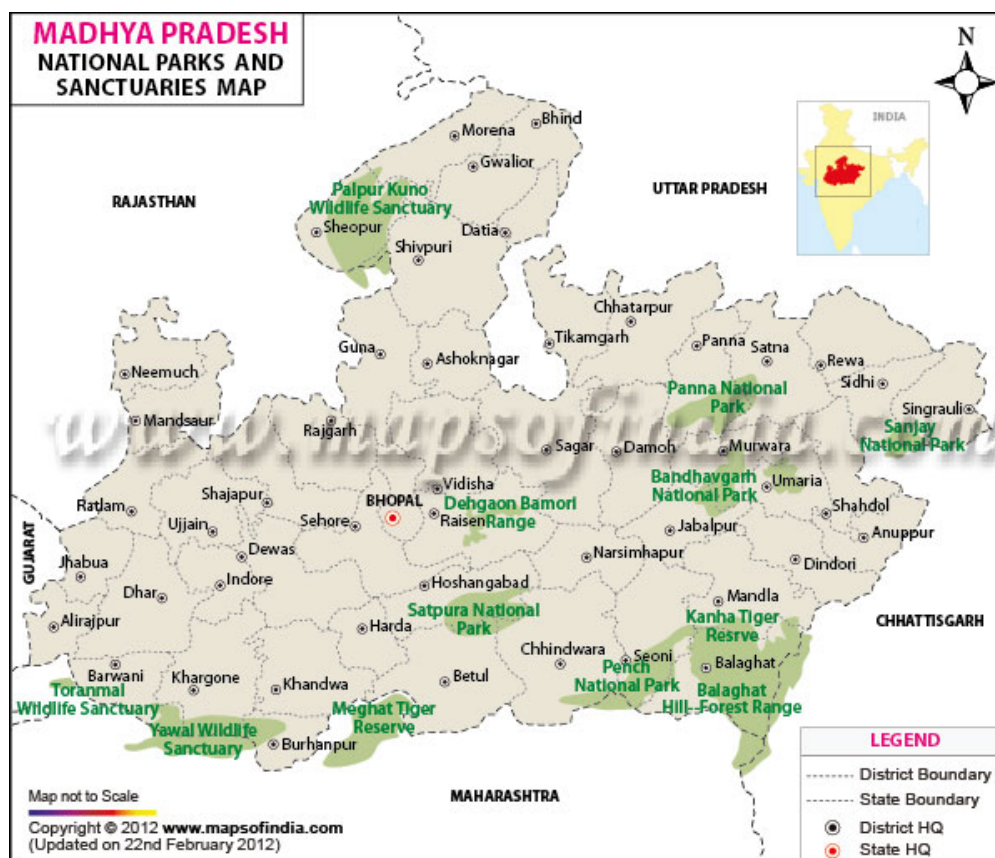 MADHYA PRADESH
NATIONAL PARKS AND
SANCTUARIES MAP
N
INDIA
RAJASTHAN
UTTAR PRADESH
Bhind
Morena
Gwalior
Palpur Kuno
Wildlife Sanctuary
Sheopur
Datia
Shivpuri
Chhatarpur
Tikamgarh
Panna
Satna
Guna
Ashoknagar
Rewa
Neemuch
Sidhi
Panna National
Park
Singrauli
Mandsaur
Rajgarh
Sanjay
National Park
www.mapsofindia.com
Sagar
Damoh
Murwara
Bandhavgarh
National Park
Umaria
Vidisha
Shajapur
BHOPAL
Dehgaon Bamori
Range
Ratlam
Raisen
Shahdol
Ujjain
Sehore
Jabalpur
Anuppur
GUJARAT
Dewas
Narsimhapur
Dindori
Jhabua
Indore
Hoshangabad
Dhar
Mandla
Satpura National
Park
Kanha Tiger
Resrve
CHHATTISGARH
Alirajpur
Harda
Chhindwara
Seoni
Balaghat
Barwani
Pench
National Park
Khargone
Khandwa
Betul
Toranmal
Wildlife Sanctuary
Balaghat
Hill-Forest Range
Meghat Tiger
Reserve
Yawal Wildlife
Sanctuary
Burhanpur
MAHARASHTRA
LEGEND
District Boundary
State Boundary
District HQ
State HQ
Map not to Scale
Copyright © 2012 www.mapsofindia.com
(Updated on 22nd February 2012)